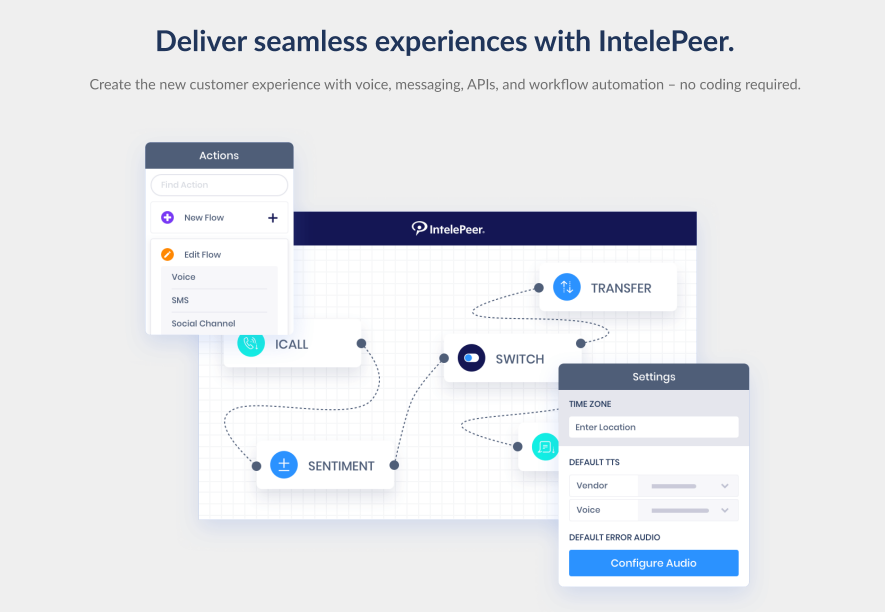 Deliver seamless experiences with IntelePeer.
Create the new customer experience with voice, messaging, APIs, and workflow automation – no coding required.
Actions
Find Action
New Flow
Edit Flow
Voice
SMS
Social Channel
IntelePeer.
TRANSFER
ICALL
SWITCH
SENTIMENT
Settings
TIME ZONE
Enter Location
DEFAULT TTS
Vendor
Voice
DEFAULT ERROR AUDIO
Configure Audio